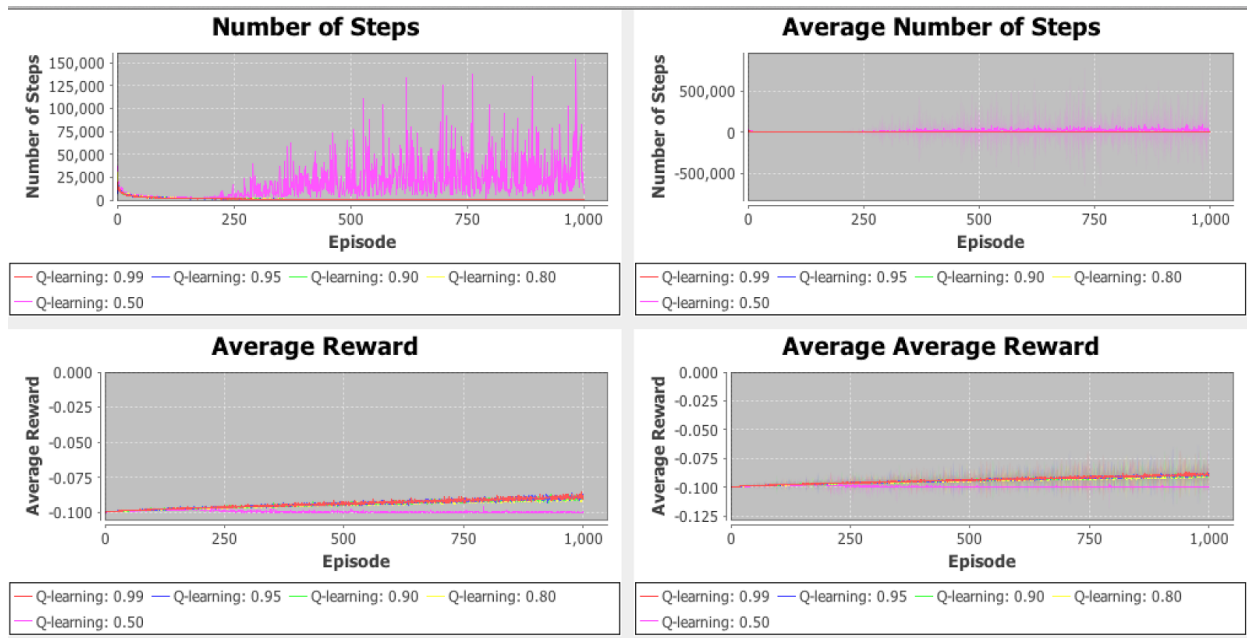 Number of Steps
Number of Steps
150,000
125,000
100,000
75,000
50,000
25,000
0
0 250 500 750 1,000
Episode
Q-learning: 0.99 Q-learning: 0.95 Q-learning: 0.90 Q-learning: 0.80
Q-learning: 0.50
Average Number of Steps
Number of Steps
500,000
0
-500,000
0 250 500 750 1,000
Episode
Q-learning: 0.99 Q-learning: 0.95 Q-learning: 0.90 Q-learning: 0.80
Q-learning: 0.50
Average Reward
Average Reward
0.000
-0.025
-0.050
-0.075
-0.100
0 250 500 750 1,000
Episode
Q-learning: 0.99 Q-learning: 0.95 Q-learning: 0.90 Q-learning: 0.80
Q-learning: 0.50
Average Average Reward
Average Reward
0.000
-0.025
-0.050
-0.075
-0.100
-0.125
0 250 500 750 1,000
Episode
Q-learning: 0.99 Q-learning: 0.95 Q-learning: 0.90 Q-learning: 0.80
Q-learning: 0.50